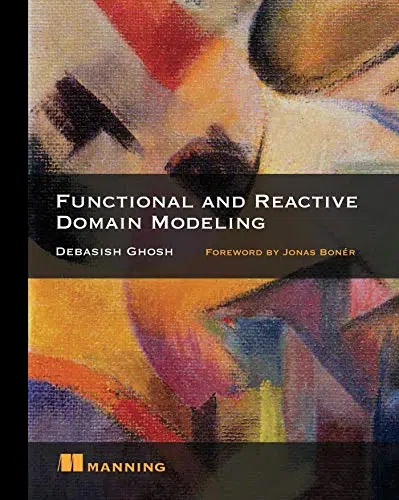 FUNCTIONAL AND REACTIVE
DOMAIN MODELING
DEBASISH GHOSH FOREWORD BY JONAS BONÉR
MANNING